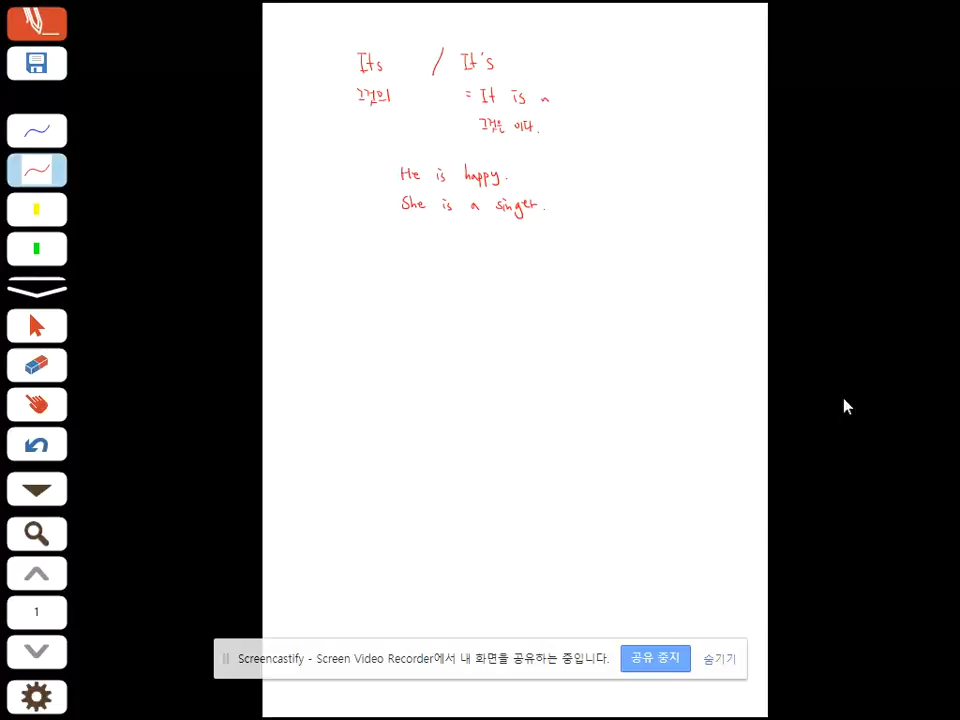 Its / It's
그것의 = It is ~
그것은 이다.
He is happy.
She is a singer.
1
Screencastify - Screen Video Recorder에서 내 화면을 공유하는 중입니다. 공유 중지 숨기기